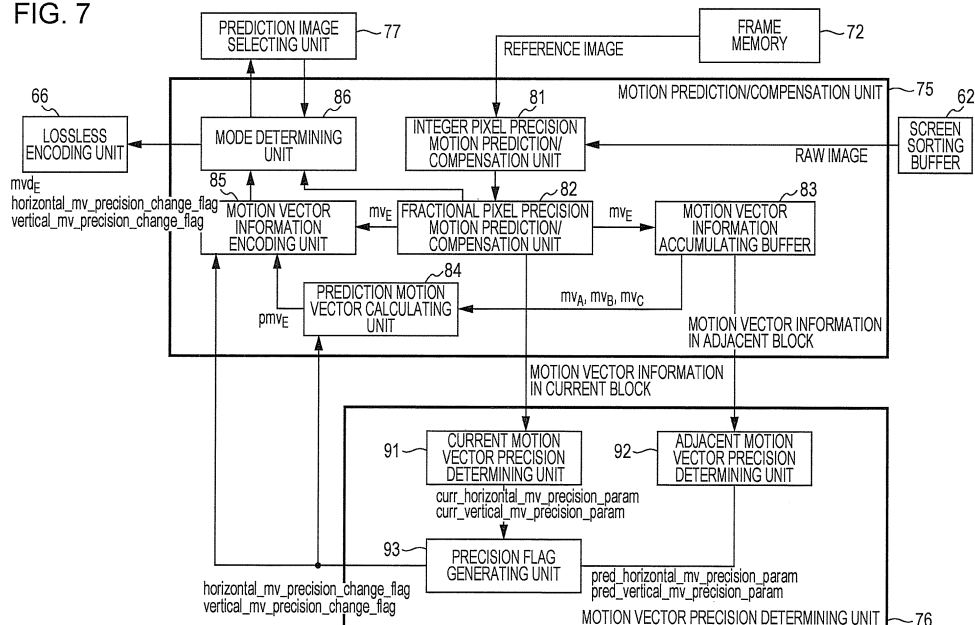 FIG. 7
PREDICTION IMAGE
SELECTING UNIT
77
REFERENCE IMAGE
FRAME
MEMORY
72
MOTION PREDICTION/COMPENSATION UNIT
75
66
LOSSLESS
ENCODING UNIT
86
MODE DETERMINING
UNIT
81
INTEGER PIXEL PRECISION
MOTION PREDICTION/
COMPENSATION UNIT
RAW IMAGE
62
SCREEN
SORTING
BUFFER
mvdE
horizontal_mv_precision_change_flag
vertical_mv_precision_change_flag
85
MOTION VECTOR
INFORMATION
ENCODING UNIT
mvE
82
FRACTIONAL PIXEL PRECISION
MOTION PREDICTION/
COMPENSATION UNIT
mvE
83
MOTION VECTOR
INFORMATION
ACCUMULATING BUFFER
84
PREDICTION MOTION
VECTOR CALCULATING
UNIT
pmvE
mvA, mvB, mvC
MOTION VECTOR INFORMATION
IN ADJACENT BLOCK
MOTION VECTOR INFORMATION
IN CURRENT BLOCK
91
CURRENT MOTION
VECTOR PRECISION
DETERMINING UNIT
92
ADJACENT MOTION
VECTOR PRECISION
DETERMINING UNIT
curr_horizontal_mv_precision_param
curr_vertical_mv_precision_param
93
PRECISION FLAG
GENERATING UNIT
horizontal_mv_precision_change_flag
vertical_mv_precision_change_flag
pred_horizontal_mv_precision_param
pred_vertical_mv_precision_param
MOTION VECTOR PRECISION DETERMINING UNIT
76